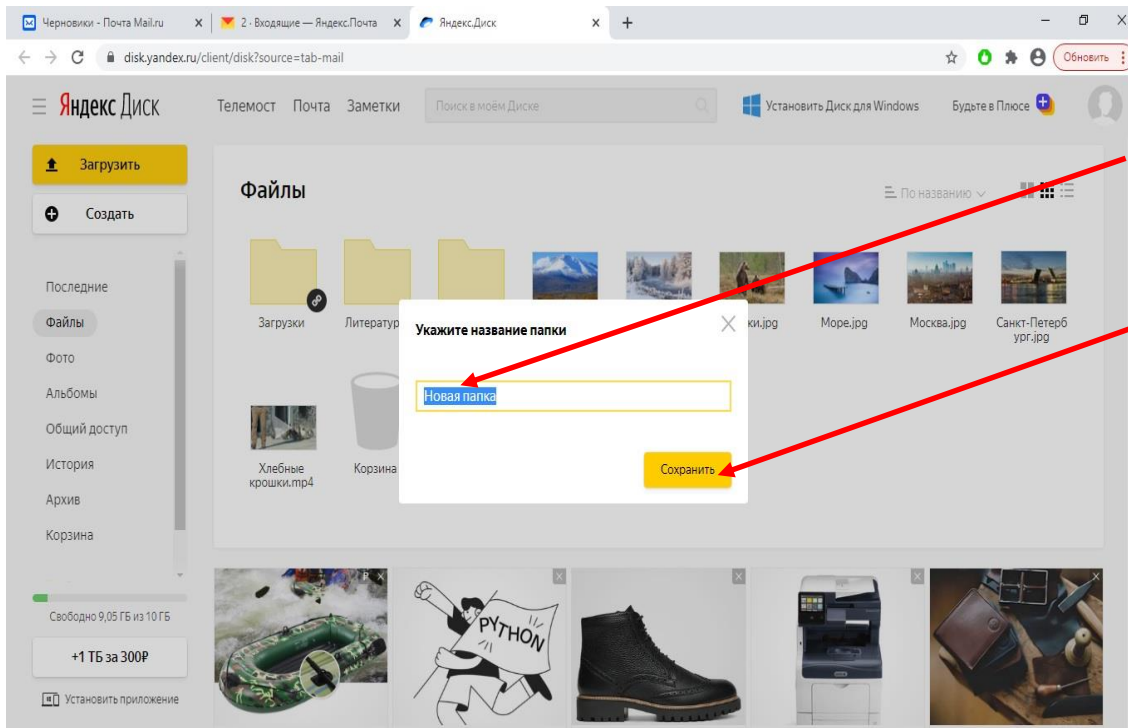 Черновики - Почта Mail.ru
2 · Входящие — Яндекс.Почта
Яндекс.Диск
disk.yandex.ru/client/disk?source=tab-mail
Обновить
Яндекс Диск
Телемост Почта Заметки
Поиск в моём Диске
Установить Диск для Windows
Будьте в Плюсе
Загрузить
Создать
Последние
Файлы
Фото
Альбомы
Общий доступ
История
Архив
Корзина
Свободно 9,05 ГБ из 10 ГБ
+1 ТБ за 300₽
Установить приложение
Файлы
По названию
Загрузки
Литератур
ки.jpg
Море.jpg
Москва.jpg
Санкт-Петерб
ург.jpg
Хлебные
крошки.mp4
Корзина
Укажите название папки
Новая папка
Сохранить
PYTHON